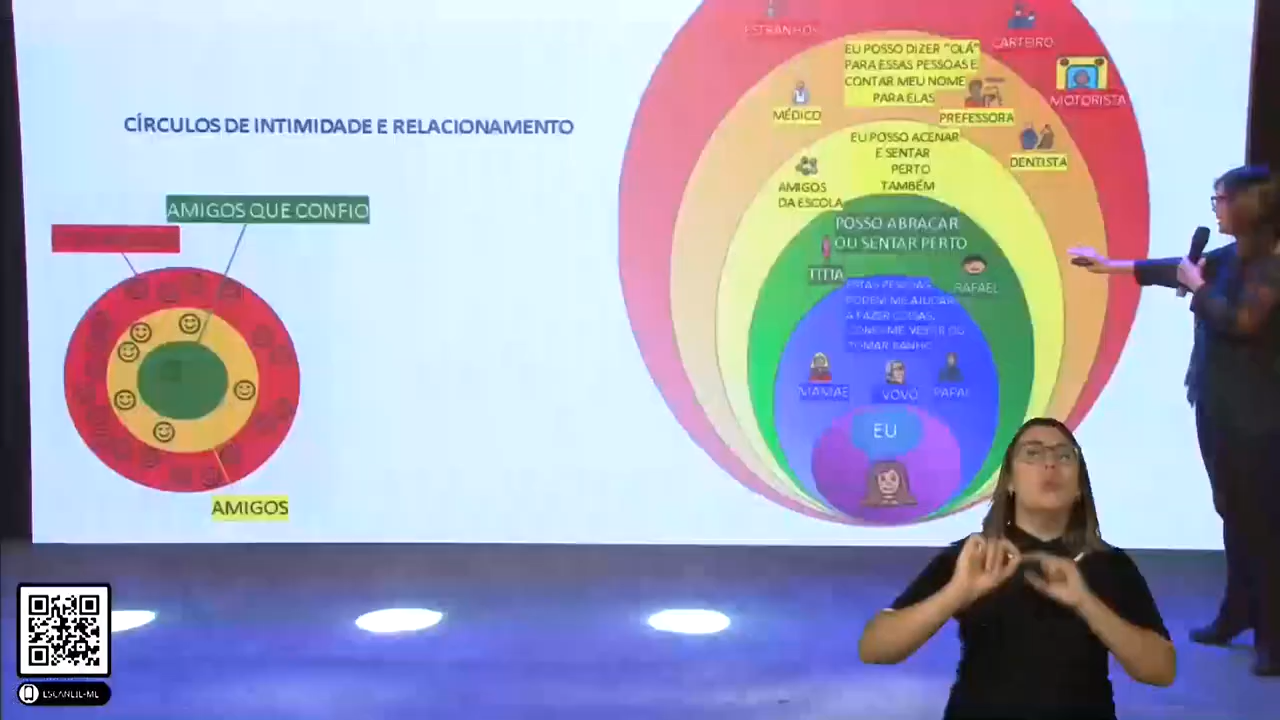 CÍRCULOS DE INTIMIDADE E RELACIONAMENTO
AMIGOS QUE CONFIO
AMIGOS
ESTRANHOS
CARTEIRO
MOTORISTA
EU POSSO DIZER "OLÁ"
PARA ESSAS PESSOAS E
CONTAR MEU NOME
PARA ELAS
MÉDICO
PREFESSORA
DENTISTA
EU POSSO ACENAR
E SENTAR
PERTO
TAMBÉM
AMIGOS
DA ESCOLA
POSSO ABRAÇAR
OU SENTAR PERTO
TITIA
RAFAEL
ESTAS PESSOAS
PODEM ME AJUDAR
A FAZER COISAS,
COMO ME VESTIR OU
TOMAR BANHO
MAMÃE
VOVÓ
PAPAI
EU
ESCANEIE-ME